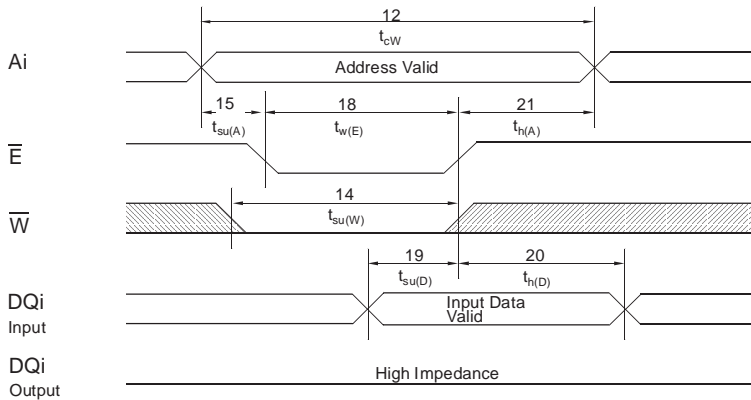 12
tcW
Ai
Address Valid
15 18 21
tsu(A) tw(E) th(A)
E̅
14
tsu(W)
W̅
19 20
tsu(D) th(D)
DQi
Input
Input Data
Valid
DQi
Output
High Impedance